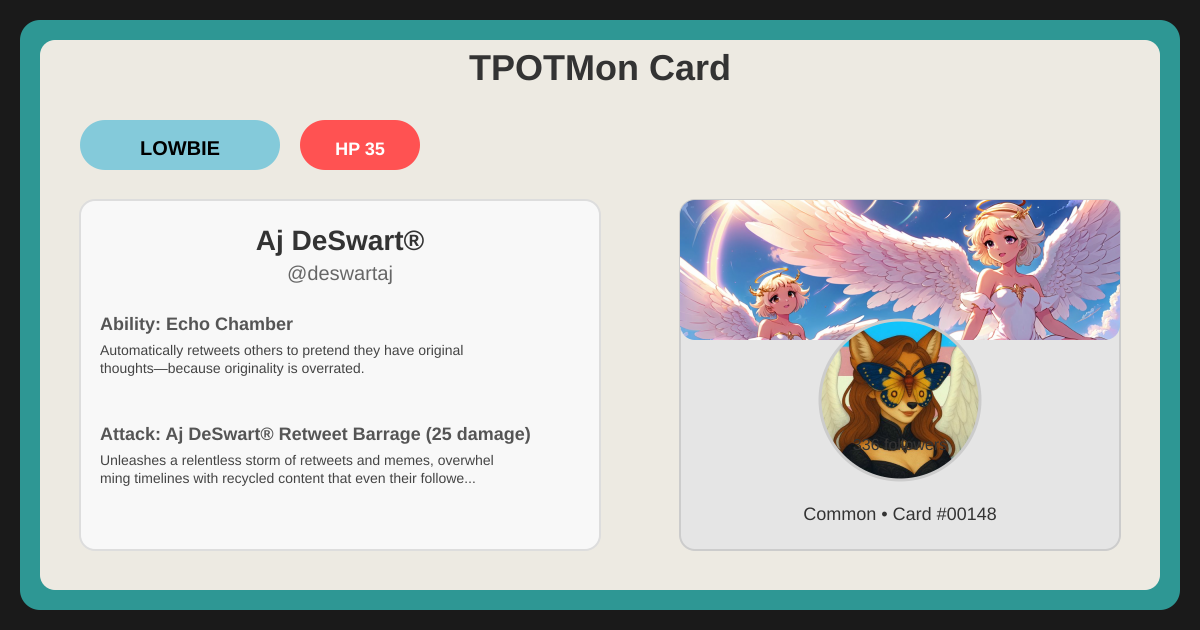 TPOTMon Card
LOWBIE
HP 35
Aj DeSwart®
@deswartaj
Ability: Echo Chamber
Automatically retweets others to pretend they have original
thoughts—because originality is overrated.
Attack: Aj DeSwart® Retweet Barrage (25 damage)
Unleashes a relentless storm of retweets and memes, overwhel
ming timelines with recycled content that even their followe...
followers
Common • Card #00148